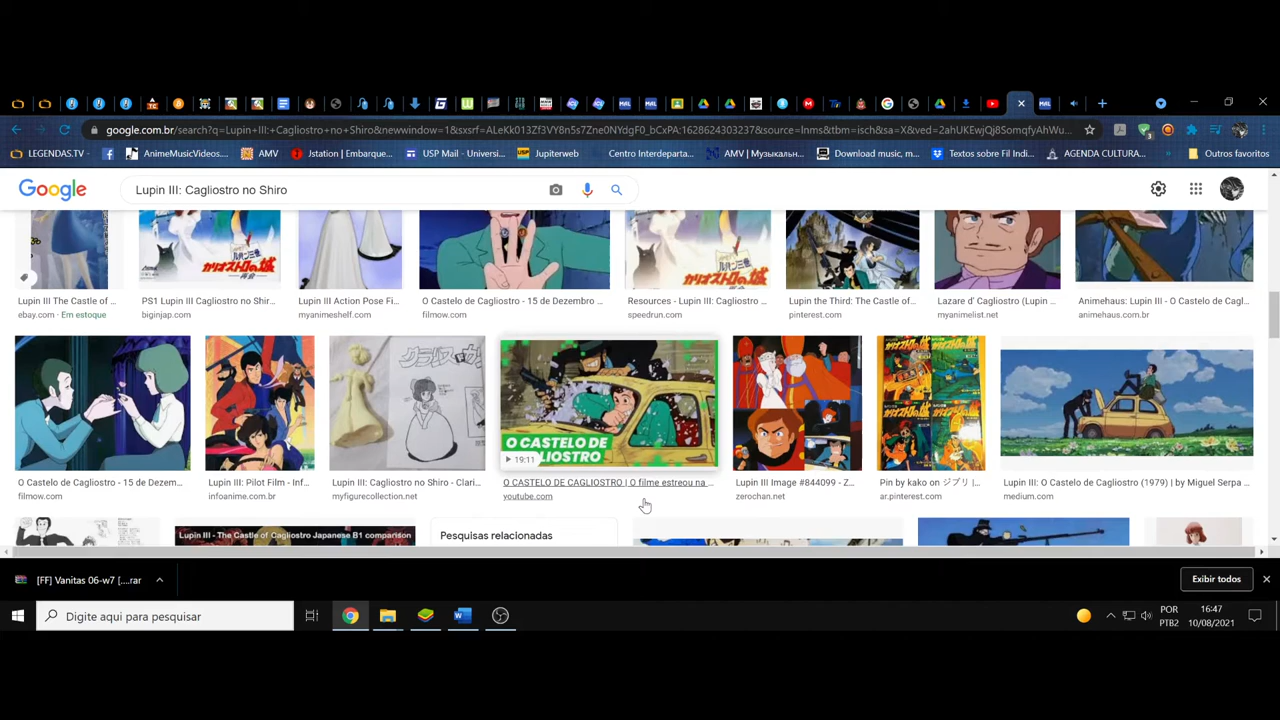 google.com.br/search?q=Lupin+III:+Cagliostro+no+Shiro&newwindow=1&sxsrf=ALeKk013Zf3VY8n5s7Zne0NYdgF0_bCxPA:1628624303237&source=lnms&tbm=isch&sa=X&ved=2ahUKEwjQj8SomqfyAhWu...
LEGENDAS.TV - AnimeMusicVideos.... AMV Jstation | Embarque... USP Mail - Universi... Jupiterweb Centro Interdeparta... AMV | Музыкальн... Download music, m... Textos sobre Fil Indi... AGENDA CULTURA... » Outros favoritos
Google Lupin III: Cagliostro no Shiro
Lupin III The Castle of ... PS1 Lupin III Cagliostro no Shir... Lupin III Action Pose Fi... O Castelo de Cagliostro - 15 de Dezembro ... Resources - Lupin III: Cagliostro ... Lupin the Third: The Castle of... Lazare d' Cagliostro (Lupin ... Animehaus: Lupin III - O Castelo de Cagl...
ebay.com · Em estoque biginjap.com myanimeshelf.com filmow.com speedrun.com pinterest.com myanimelist.net animehaus.com.br
クラリス
O CASTELO DE
19:11 GLIOSTRO
O Castelo de Cagliostro - 15 de Dezem... Lupin III: Pilot Film - Inf... Lupin III: Cagliostro no Shiro - Clari... O CASTELO DE CAGLIOSTRO | O filme estreou na ... Lupin III Image #844099 - Z... Pin by kako on ジブリ |... Lupin III: O Castelo de Cagliostro (1979) | by Miguel Serpa ...
filmow.com infoanime.com.br myfigurecollection.net youtube.com zerochan.net ar.pinterest.com medium.com
Lupin III - The Castle of Cagliostro Japanese B1 comparison
Pesquisas relacionadas
[FF] Vanitas 06-w7 [....rar Exibir todos
Digite aqui para pesquisar
POR 16:47
PTB2 10/08/2021